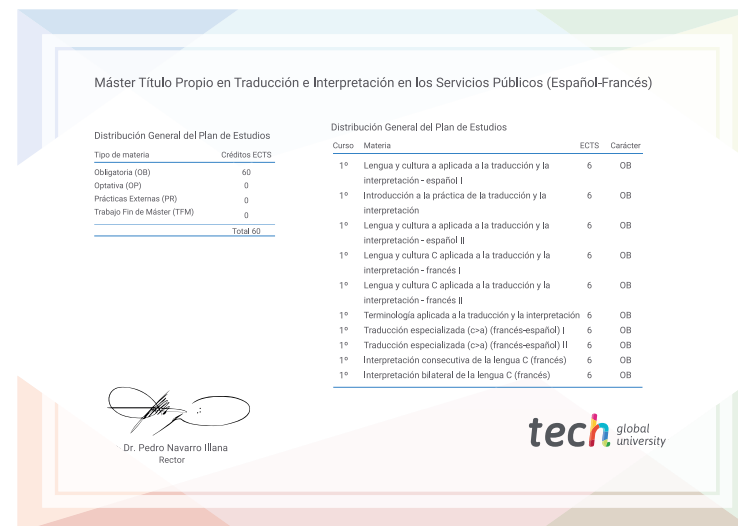 Máster Título Propio en Traducción e Interpretación en los Servicios Públicos (Español-Francés)
Distribución General del Plan de Estudios
Tipo de materia Créditos ECTS
Obligatoria (OB) 60
Optativa (OP) 0
Prácticas Externas (PR) 0
Trabajo Fin de Máster (TFM) 0
Total 60
Distribución General del Plan de Estudios
Curso Materia ECTS Carácter
1º Lengua y cultura a aplicada a la traducción y la 6 OB
interpretación - español I
1º Introducción a la práctica de la traducción y la 6 OB
interpretación
1º Lengua y cultura a aplicada a la traducción y la 6 OB
interpretación - español II
1º Lengua y cultura C aplicada a la traducción y la 6 OB
interpretación - francés I
1º Lengua y cultura C aplicada a la traducción y la 6 OB
interpretación - francés II
1º Terminología aplicada a la traducción y la interpretación 6 OB
1º Traducción especializada (c>a) (francés-español) I 6 OB
1º Traducción especializada (c>a) (francés-español) II 6 OB
1º Interpretación consecutiva de la lengua C (francés) 6 OB
1º Interpretación bilateral de la lengua C (francés) 6 OB
Dr. Pedro Navarro Illana
Rector
tech global
university